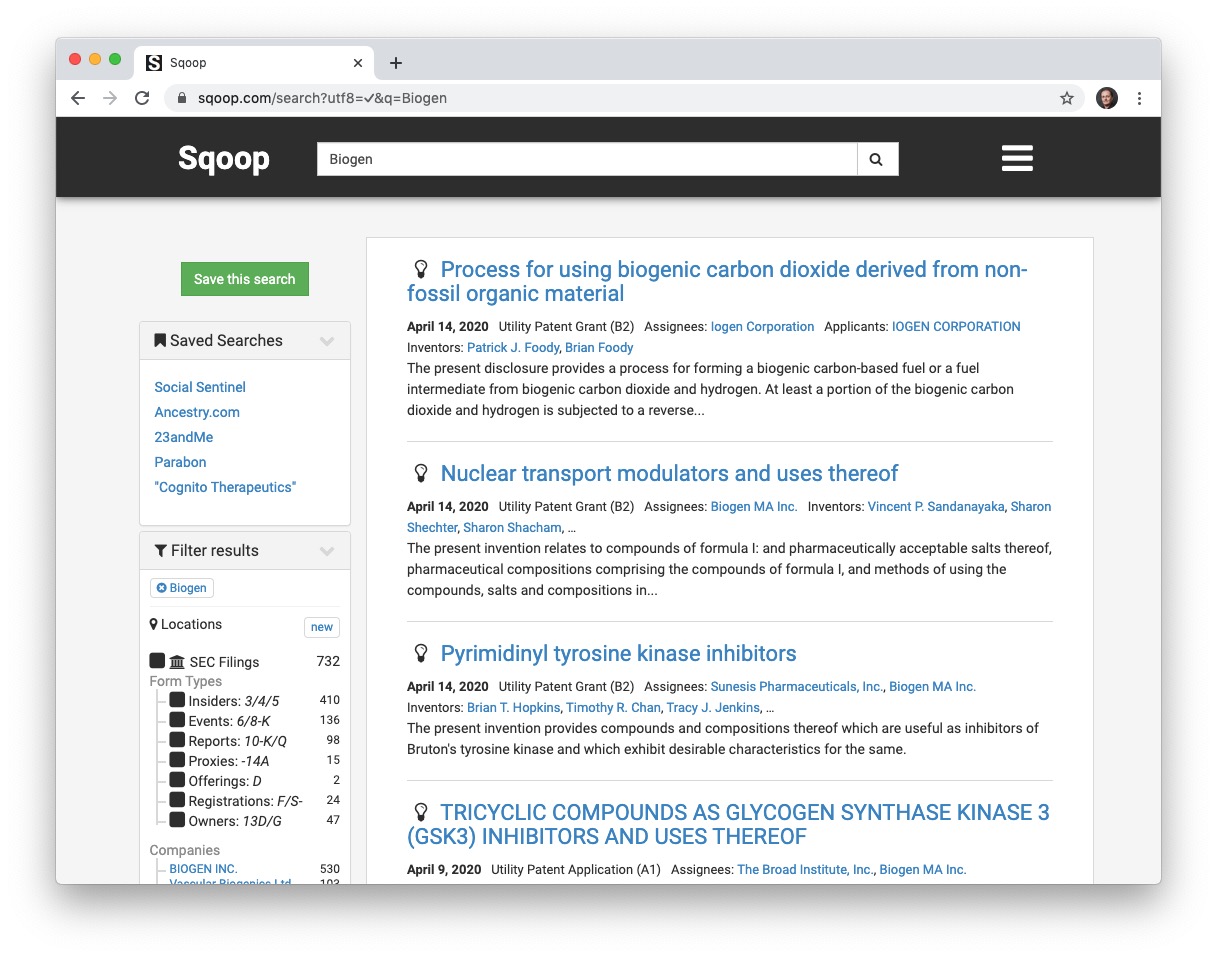 Sqoop
sqoop.com/search?utf8=✓&q=Biogen
Sqoop
Biogen
Save this search
Saved Searches
Social Sentinel
Ancestry.com
23andMe
Parabon
"Cognito Therapeutics"
Filter results
Biogen
Locations
new
SEC Filings 732
Form Types
Insiders: 3/4/5 410
Events: 6/8-K 136
Reports: 10-K/Q 98
Proxies: -14A 15
Offerings: D 2
Registrations: F/S- 24
Owners: 13D/G 47
Companies
BIOGEN INC. 530
Vascular Biogenics Ltd 103
Process for using biogenic carbon dioxide derived from non-
fossil organic material
April 14, 2020 Utility Patent Grant (B2) Assignees: Iogen Corporation Applicants: IOGEN CORPORATION
Inventors: Patrick J. Foody, Brian Foody
The present disclosure provides a process for forming a biogenic carbon-based fuel or a fuel
intermediate from biogenic carbon dioxide and hydrogen. At least a portion of the biogenic carbon
dioxide and hydrogen is subjected to a reverse...
Nuclear transport modulators and uses thereof
April 14, 2020 Utility Patent Grant (B2) Assignees: Biogen MA Inc. Inventors: Vincent P. Sandanayaka, Sharon
Shechter, Sharon Shacham, ...
The present invention relates to compounds of formula I: and pharmaceutically acceptable salts thereof,
pharmaceutical compositions comprising the compounds of formula I, and methods of using the
compounds, salts and compositions in...
Pyrimidinyl tyrosine kinase inhibitors
April 14, 2020 Utility Patent Grant (B2) Assignees: Sunesis Pharmaceuticals, Inc., Biogen MA Inc.
Inventors: Brian T. Hopkins, Timothy R. Chan, Tracy J. Jenkins, ...
The present invention provides compounds and compositions thereof which are useful as inhibitors of
Bruton's tyrosine kinase and which exhibit desirable characteristics for the same.
TRICYCLIC COMPOUNDS AS GLYCOGEN SYNTHASE KINASE 3
(GSK3) INHIBITORS AND USES THEREOF
April 9, 2020 Utility Patent Application (A1) Assignees: The Broad Institute, Inc., Biogen MA Inc.